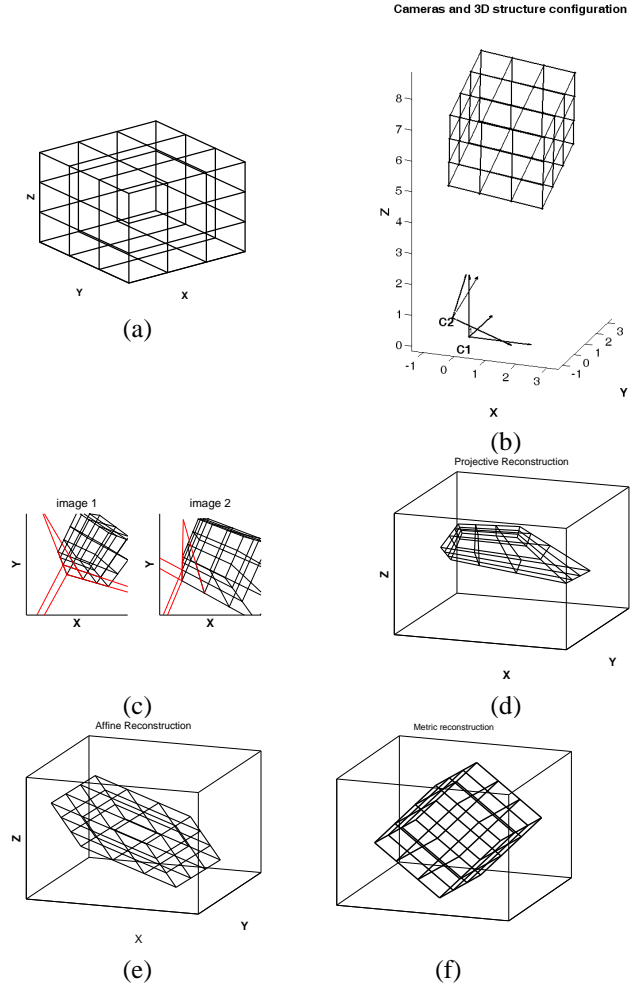 Cameras and 3D structure configuration
Z
Y
X
(a)
8
7
6
5
4
3
2
1
0
Z
C2
C1
-1
0
1
2
3
-1
0
1
2
3
X
Y
(b)
image 1
Y
X
image 2
Y
X
(c)
Projective Reconstruction
Z
X
Y
(d)
Affine Reconstruction
Z
X
Y
(e)
Metric reconstruction
(f)